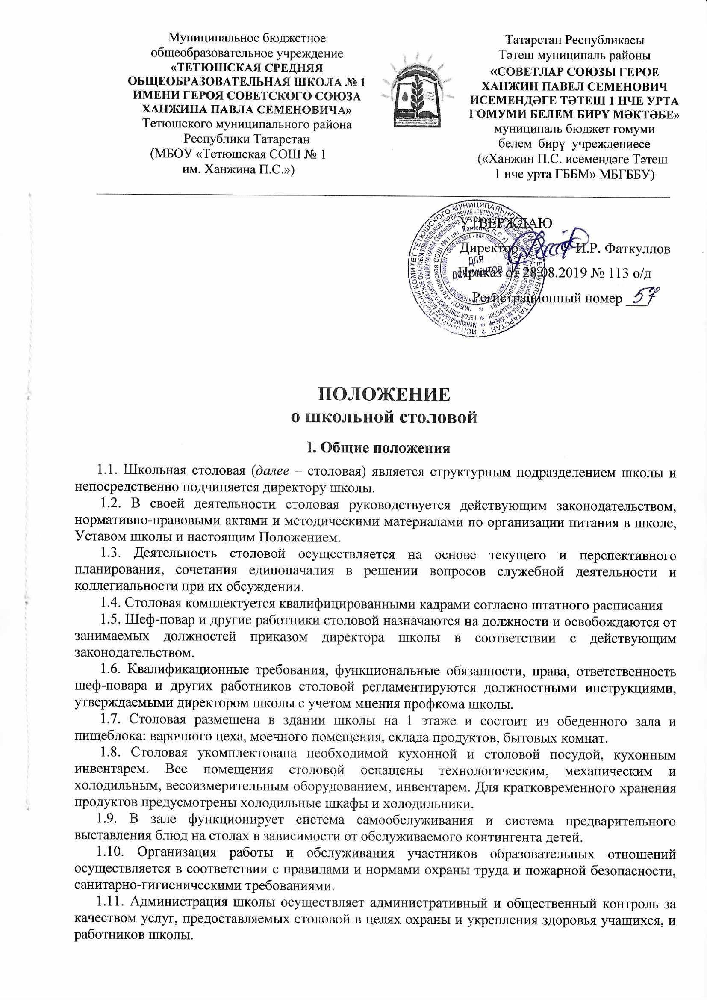 Муниципальное бюджетное
общеобразовательное учреждение
«ТЕТЮШСКАЯ СРЕДНЯЯ
ОБЩЕОБРАЗОВАТЕЛЬНАЯ ШКОЛА № 1
ИМЕНИ ГЕРОЯ СОВЕТСКОГО СОЮЗА
ХАНЖИНА ПАВЛА СЕМЕНОВИЧА»
Тетюшского муниципального района
Республики Татарстан
(МБОУ «Тетюшская СОШ № 1
им. Ханжина П.С.»)
Татарстан Республикасы
Тәтеш муниципаль районы
«СОВЕТЛАР СОЮЗЫ ГЕРОЕ
ХАНЖИН ПАВЕЛ СЕМЕНОВИЧ
ИСЕМЕНДӘГЕ ТӘТЕШ 1 НЧЕ УРТА
ГОМУМИ БЕЛЕМ БИРҮ МӘКТӘБЕ»
муниципаль бюджет гомуми
белем бирү учреждениесе
(«Ханжин П.С. исемендәге Тәтеш
1 нче урта ГББМ» МБГББУ)
УТВЕРЖДАЮ
Директор И.Р. Фаткуллов
Приказ от 28.08.2019 № 113 о/д
Регистрационный номер 57
ДЛЯ
ДОКУМЕНТОВ
ПОЛОЖЕНИЕ
о школьной столовой
I. Общие положения
1.1. Школьная столовая (далее – столовая) является структурным подразделением школы и
непосредственно подчиняется директору школы.
1.2. В своей деятельности столовая руководствуется действующим законодательством,
нормативно-правовыми актами и методическими материалами по организации питания в школе,
Уставом школы и настоящим Положением.
1.3. Деятельность столовой осуществляется на основе текущего и перспективного
планирования, сочетания единоначалия в решении вопросов служебной деятельности и
коллегиальности при их обсуждении.
1.4. Столовая комплектуется квалифицированными кадрами согласно штатного расписания
1.5. Шеф-повар и другие работники столовой назначаются на должности и освобождаются от
занимаемых должностей приказом директора школы в соответствии с действующим
законодательством.
1.6. Квалификационные требования, функциональные обязанности, права, ответственность
шеф-повара и других работников столовой регламентируются должностными инструкциями,
утверждаемыми директором школы с учетом мнения профкома школы.
1.7. Столовая размещена в здании школы на 1 этаже и состоит из обеденного зала и
пищеблока: варочного цеха, моечного помещения, склада продуктов, бытовых комнат.
1.8. Столовая укомплектована необходимой кухонной и столовой посудой, кухонным
инвентарем. Все помещения столовой оснащены технологическим, механическим и
холодильным, весоизмерительным оборудованием, инвентарем. Для кратковременного хранения
продуктов предусмотрены холодильные шкафы и холодильники.
1.9. В зале функционирует система самообслуживания и система предварительного
выставления блюд на столах в зависимости от обслуживаемого контингента детей.
1.10. Организация работы и обслуживания участников образовательных отношений
осуществляется в соответствии с правилами и нормами охраны труда и пожарной безопасности,
санитарно-гигиеническими требованиями.
1.11. Администрация школы осуществляет административный и общественный контроль за
качеством услуг, предоставляемых столовой в целях охраны и укрепления здоровья учащихся, и
работников школы.